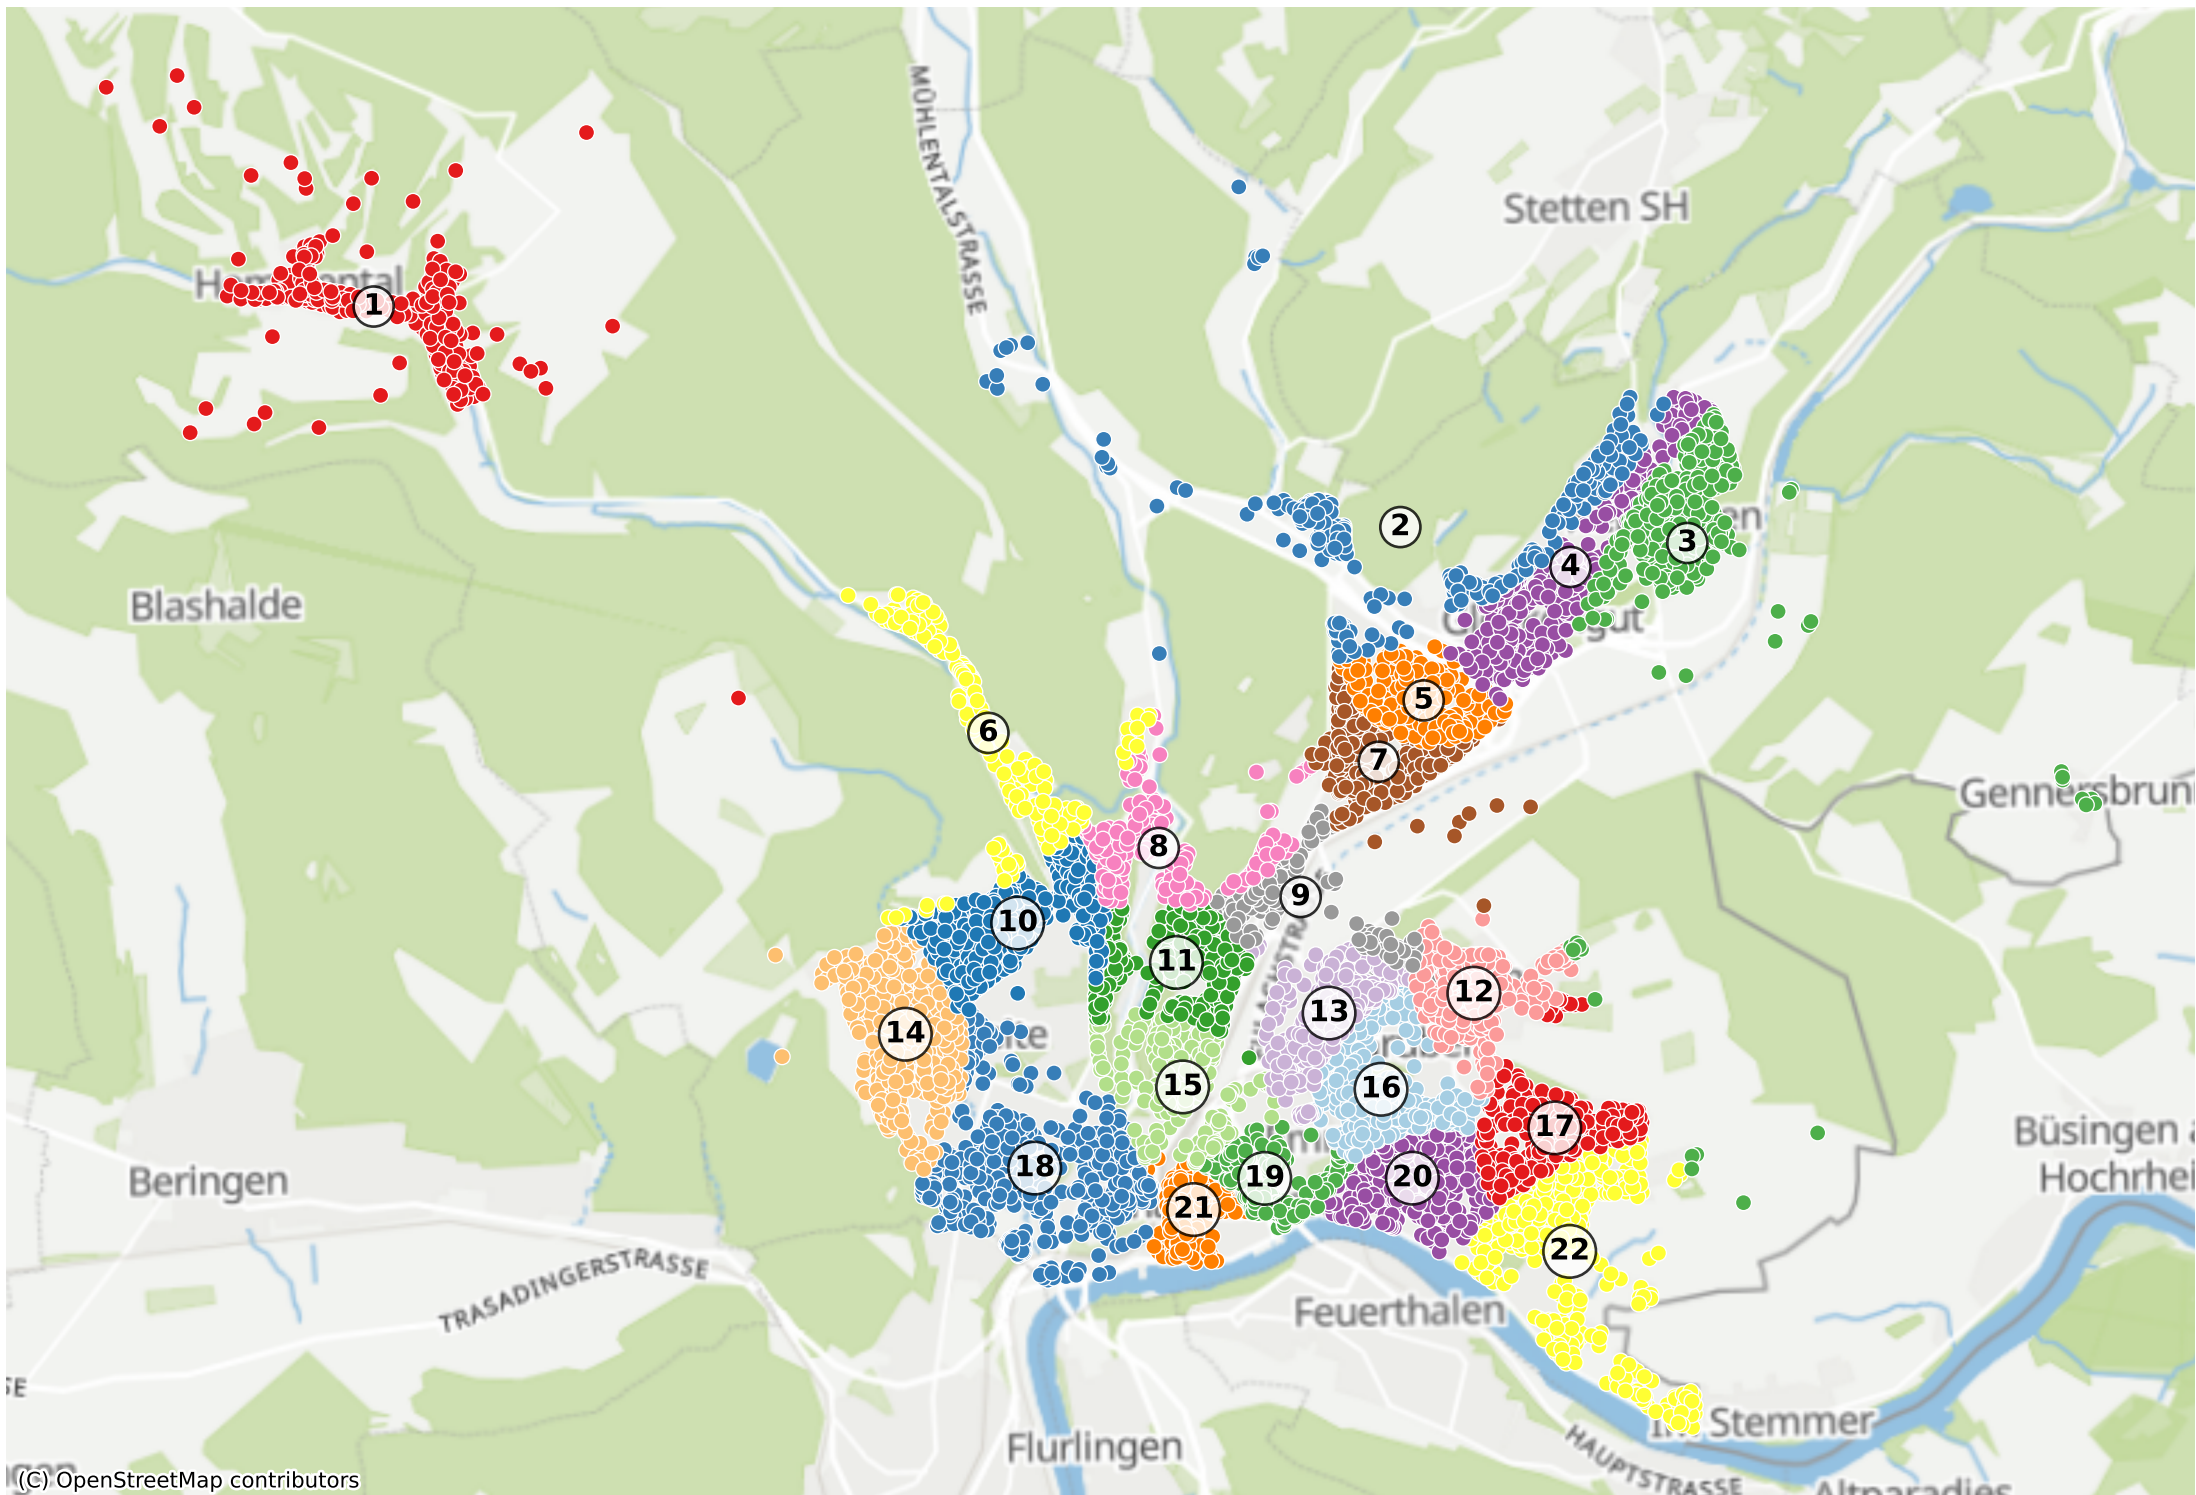 MÜHLENTALSTRASSE
Stetten SH
1
2
3
4
Blashalde
5
6
7
Gennersbrunn
8
9
10
11
12
13
14
15
16
17
Büsingen a
Hochrhei
18
19
20
Beringen
21
22
TRASADINGERSTRASSE
Feuerthalen
Stemmer
Flurlingen
HAUPTSTRASSE
Altparadies
(C) OpenStreetMap contributors